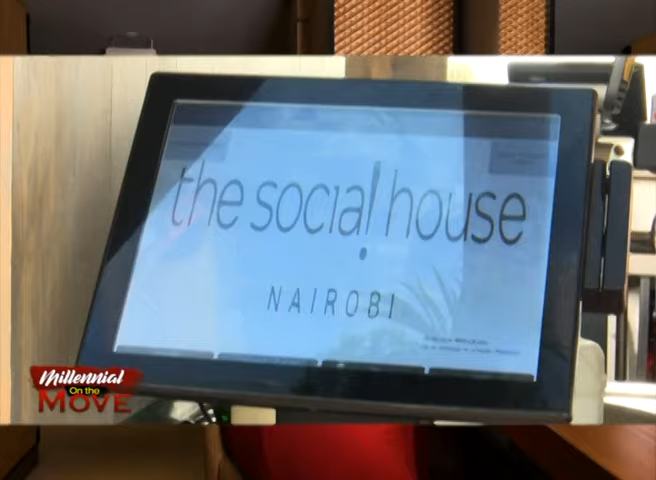 the social house
NAIROBI
Millennial
On the
MOVE